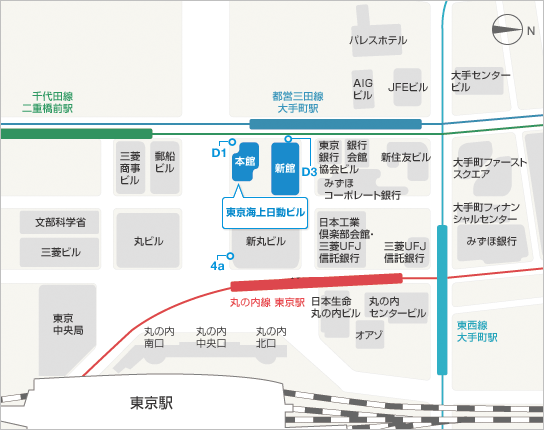 パレスホテル
N
AIG
ビル
JFEビル
大手センター
ビル
千代田線
二重橋前駅
都営三田線
大手町駅
D1
本館
新館
D3
東京
銀行
協会ビル
銀行
会館
新住友ビル
みずほ
コーポレート銀行
三菱
商事
ビル
郵船
ビル
大手町ファースト
スクエア
東京海上日動ビル
文部科学省
三菱ビル
丸ビル
新丸ビル
4a
日本工業
倶楽部会館・
三菱UFJ
信託銀行
三菱UFJ
信託銀行
大手町フィナン
シャルセンター
みずほ銀行
丸の内線 東京駅
日本生命
丸の内ビル
丸の内
センタービル
オアゾ
東西線
大手町駅
東京
中央局
丸の内
南口
丸の内
中央口
丸の内
北口
東京駅